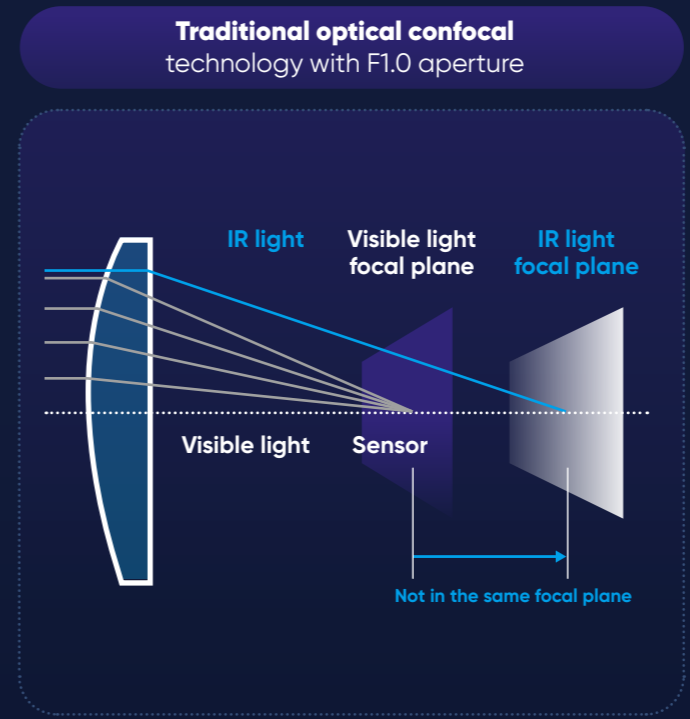 Traditional optical confocal
technology with F1.0 aperture
IR light
Visible light
focal plane
IR light
focal plane
Visible light
Sensor
Not in the same focal plane